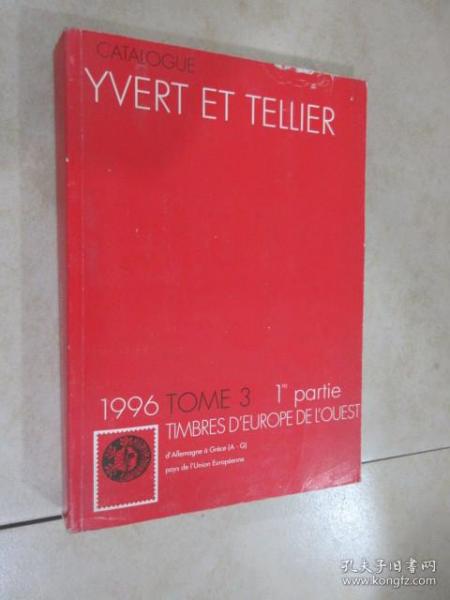 CATALOGUE
YVERT ET TELLIER
1996 TOME 3 1re partie
TIMBRES D'EUROPE DE L'OUEST
d'Allemagne à Grèce (A - G)
pays de l'Union Européenne
孔夫子旧书网
www.kongfz.com